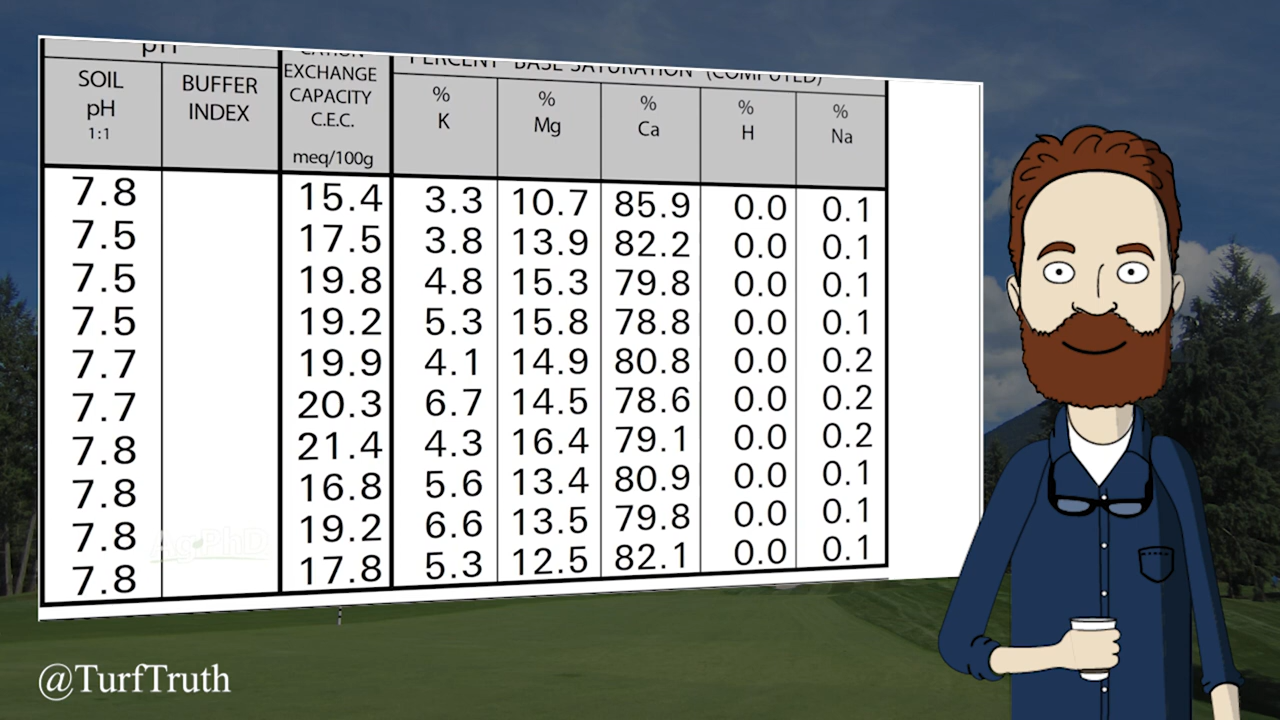 pH
CATION
EXCHANGE
CAPACITY
C.E.C.
meq/100g
PERCENT BASE SATURATION (COMPUTED)
SOIL
pH
1:1
BUFFER
INDEX
%
K
%
Mg
%
Ca
%
H
%
Na
7.8 15.4 3.3 10.7 85.9 0.0 0.1
7.5 17.5 3.8 13.9 82.2 0.0 0.1
7.5 19.8 4.8 15.3 79.8 0.0 0.1
7.5 19.2 5.3 15.8 78.8 0.0 0.1
7.7 19.9 4.1 14.9 80.8 0.0 0.2
7.7 20.3 6.7 14.5 78.6 0.0 0.2
7.8 21.4 4.3 16.4 79.1 0.0 0.2
7.8 16.8 5.6 13.4 80.9 0.0 0.1
7.8 19.2 6.6 13.5 79.8 0.0 0.1
7.8 17.8 5.3 12.5 82.1 0.0 0.1
AgPhD
@TurfTruth